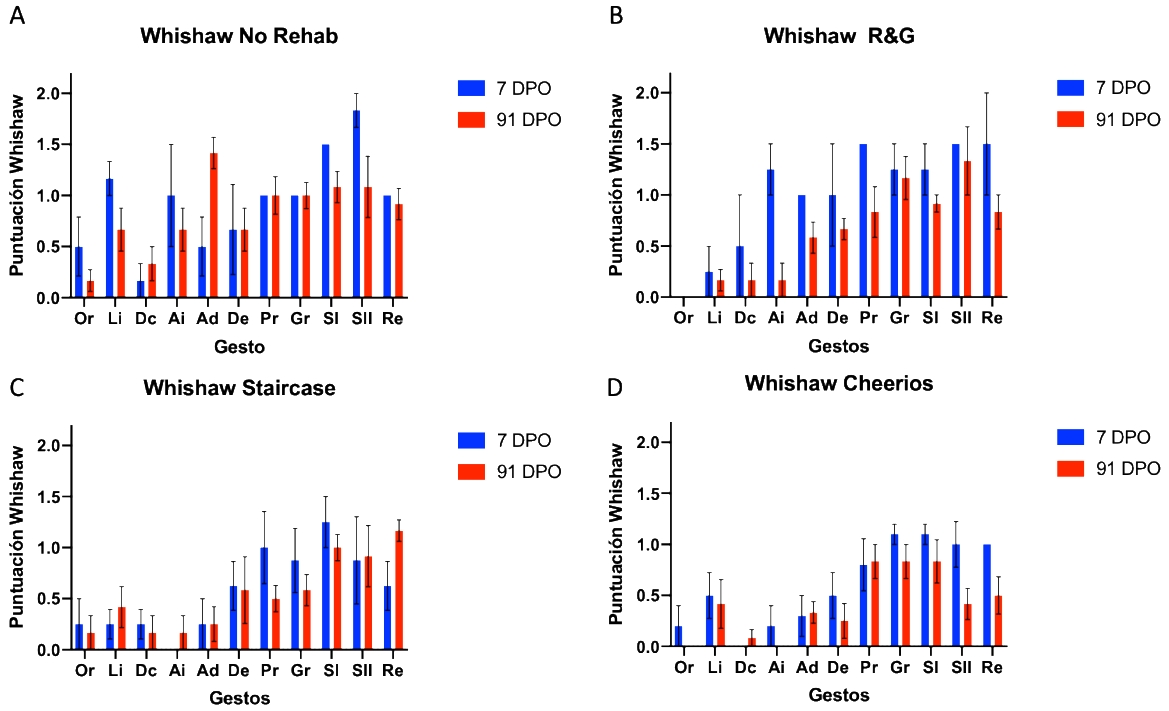 A
Whishaw No Rehab
2.0
1.5
1.0
0.5
0.0
Puntuación Whishaw
Or Li Dc Ai Ad De Pr Gr SI SII Re
Gesto
7 DPO
91 DPO
B
Whishaw R&G
2.0
1.5
1.0
0.5
0.0
Puntuación Whishaw
Or Li Dc Ai Ad De Pr Gr SI SII Re
Gestos
7 DPO
91 DPO
C
Whishaw Staircase
2.0
1.5
1.0
0.5
0.0
Puntuación Whishaw
Or Li Dc Ai Ad De Pr Gr SI SII Re
Gestos
7 DPO
91 DPO
D
Whishaw Cheerios
2.0
1.5
1.0
0.5
0.0
Puntuación Whishaw
Or Li Dc Ai Ad De Pr Gr SI SII Re
Gestos
7 DPO
91 DPO